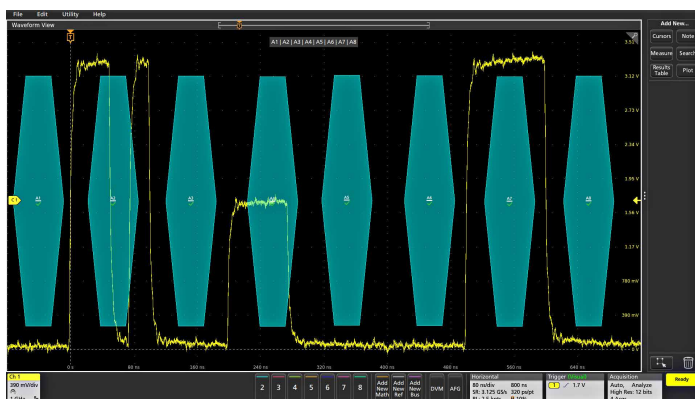 File Edit Utility Help
Waveform View
Add New...
Cursors Note
Measure Search
Results Table Plot
A1|A2|A3|A4|A5|A6|A7|A8
3.12 V
2.73 V
2.34 V
1.95 V
1.56 V
1.17 V
780 mV
390 mV
0 V
C1
A1 A2 A3 A4 A5 A6 A7 A8
0 s 80 ns 160 ns 240 ns 320 ns 400 ns 480 ns 560 ns 640 ns
Ch 1
390 mV/div
1 GHz
2 3 4 5 6 7 8
Add New Math
Add New Ref
Add New Bus
DVM AFG
Horizontal
80 ns/div 800 ns
SR: 3.125 GS/s 320 ps/pt
Trigger
1 1.7 V
Acquisition
Auto, Analyze
High Res: 12 bits
Ready